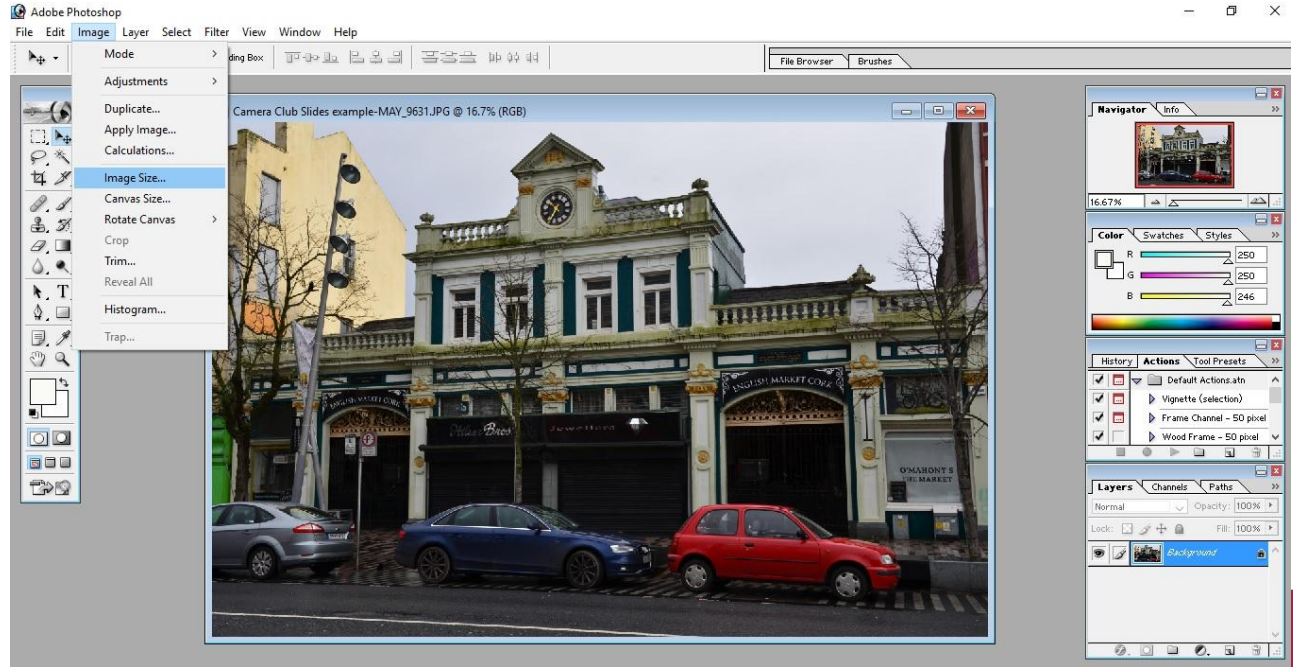 Adobe Photoshop
File Edit Image Layer Select Filter View Window Help
Mode
Adjustments
Duplicate...
Apply Image...
Calculations...
Image Size...
Canvas Size...
Rotate Canvas
Crop
Trim...
Reveal All
Histogram...
Trap...
ding Box
File Browser Brushes
Camera Club Slides example-MAY_9631.JPG @ 16.7% (RGB)
ENGLISH MARKET CORK
ENGLISH MARKET CORK
Bros
Jewellers
O'MAHONY'S
THE MARKET
Navigator Info
16.67%
Color Swatches Styles
R 250
G 250
B 246
History Actions Tool Presets
Default Actions.atn
Vignette (selection)
Frame Channel - 50 pixel
Wood Frame - 50 pixel
Layers Channels Paths
Normal Opacity: 100%
Lock: Fill: 100%
Background